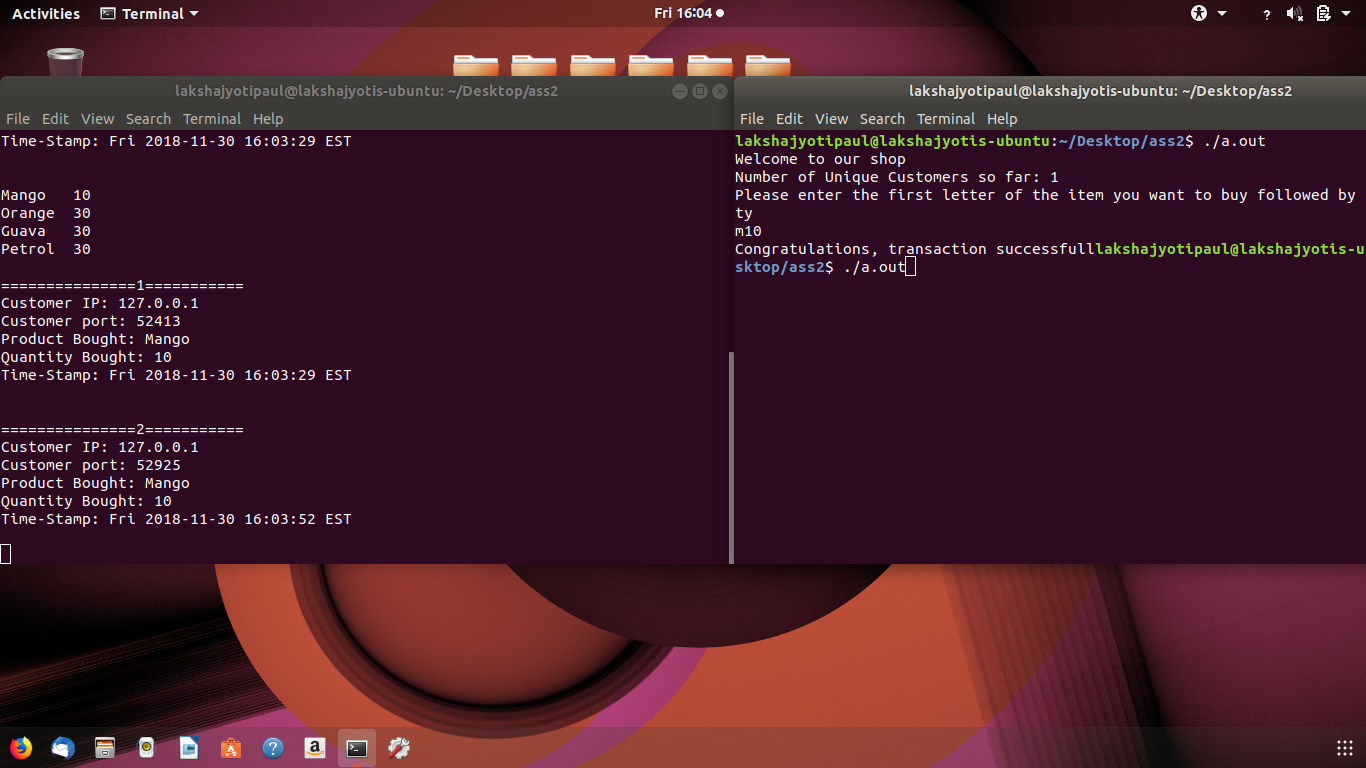 Activities Terminal Fri 16:04 ?
lakshajyotipaul@lakshajyotis-ubuntu: ~/Desktop/ass2
File Edit View Search Terminal Help
Time-Stamp: Fri 2018-11-30 16:03:29 EST
Mango 10
Orange 30
Guava 30
Petrol 30
===============1===========
Customer IP: 127.0.0.1
Customer port: 52413
Product Bought: Mango
Quantity Bought: 10
Time-Stamp: Fri 2018-11-30 16:03:29 EST
===============2===========
Customer IP: 127.0.0.1
Customer port: 52925
Product Bought: Mango
Quantity Bought: 10
Time-Stamp: Fri 2018-11-30 16:03:52 EST
lakshajyotipaul@lakshajyotis-ubuntu: ~/Desktop/ass2
File Edit View Search Terminal Help
lakshajyotipaul@lakshajyotis-ubuntu:~/Desktop/ass2$ ./a.out
Welcome to our shop
Number of Unique Customers so far: 1
Please enter the first letter of the item you want to buy followed by
ty
m10
Congratulations, transaction successfulllakshajyotipaul@lakshajyotis-u
sktop/ass2$ ./a.out